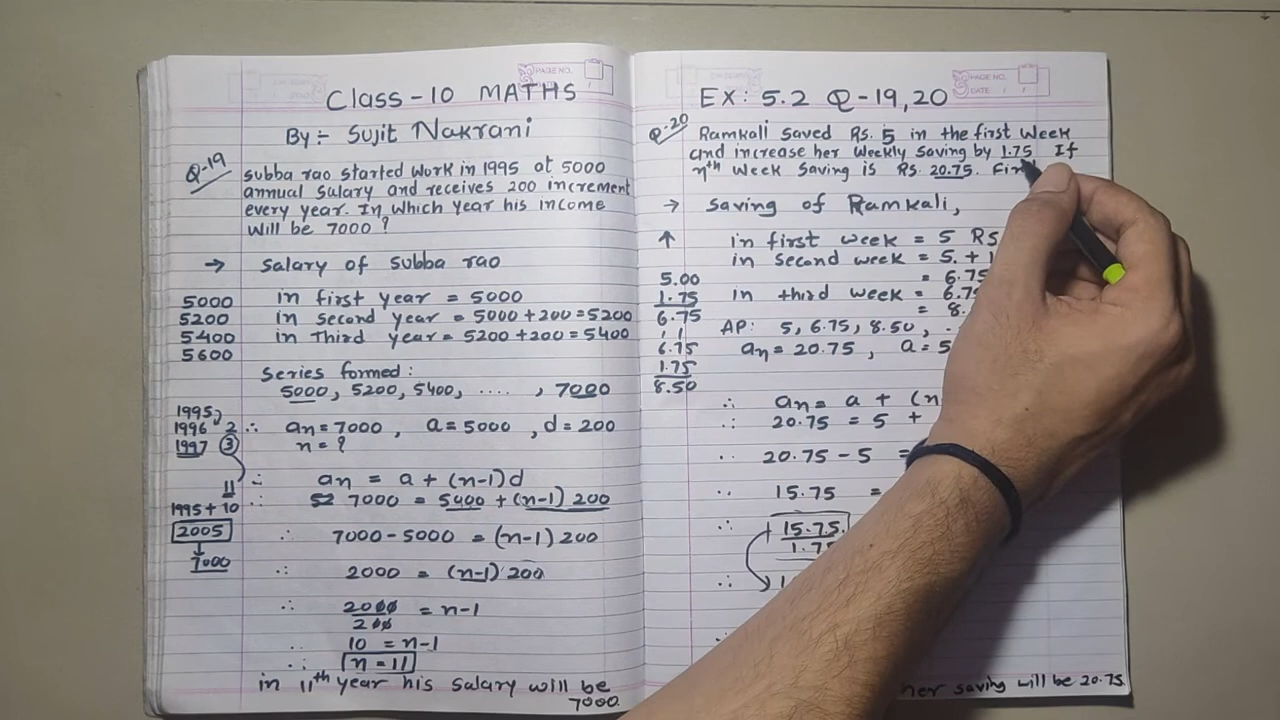 Class-10 MATHS
By:- Sujit Nakrani
Q-19
subba rao started work in 1995 at 5000
annual salary and receives 200 increment
every year. In which year his income
will be 7000 ?
→ Salary of subba rao
5000
5200
5400
5600
in first year = 5000
in second year = 5000 + 200 = 5200
in Third year = 5200 + 200 = 5400
Series formed:
5000, 5200, 5400, .... , 7000
1995
1996 2
1997 3
11
1995 + 10
2005
7000
∴ an = 7000 , a = 5000 , d = 200
n = ?
∴ an = a + (n-1)d
∴ 7000 = 5400 + (n-1) 200
∴ 7000 - 5000 = (n-1) 200
∴ 2000 = (n-1) 200
∴ 2000/200 = n-1
∴ 10 = n-1
∴ n = 11
in 11th year his salary will be
7000
PAGE NO.
DATE / /
EX: 5.2 Q-19,20
Q-20
Ramkali saved Rs. 5 in the first week
and increase her weekly saving by 1.75 If
nth week saving is Rs. 20.75.
→ saving of Ramkali,
in first week = 5 RS
in second week = 5. +
= 6.75
in third week = 6.75
= 8.
5.00
1.75
6.75
1 1
6.75
1.75
8.50
AP: 5, 6.75, 8.50,
an = 20.75 , a = 5
∴ an = a + (n
∴ 20.75 = 5 +
∴ 20.75 - 5 =
∴ 15.75 =
∴ 15.75
1.75
∴
her saving will be 20.75